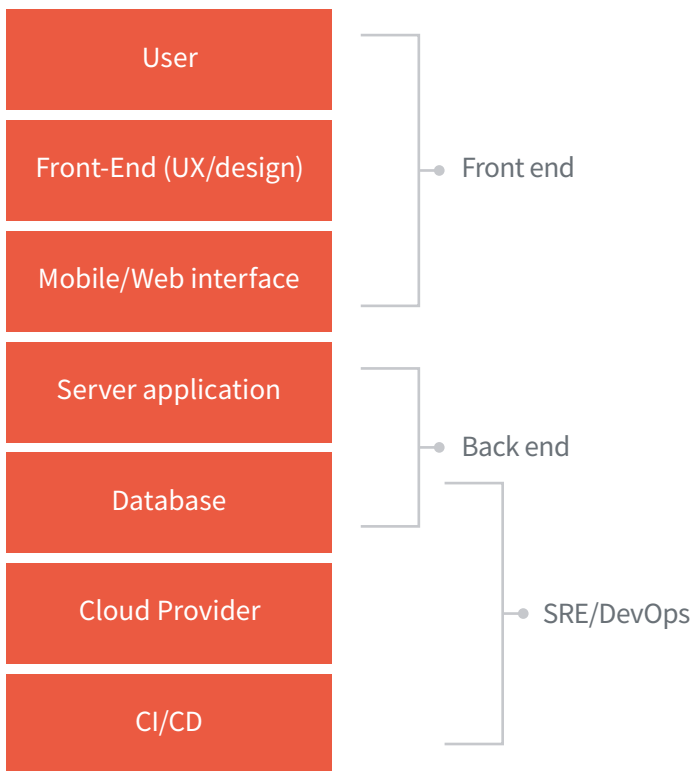 User
Front-End (UX/design)
Front end
Mobile/Web interface
Server application
Back end
Database
Cloud Provider
SRE/DevOps
CI/CD